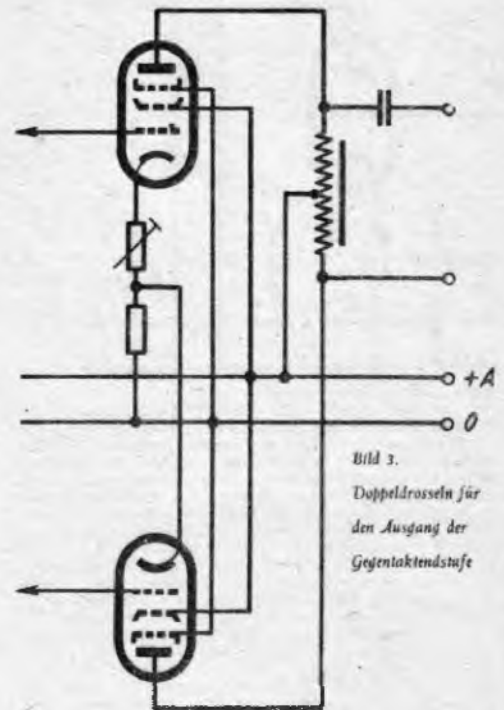 +A
0
Bild 3.
Doppeldrosseln für
den Ausgang der
Gegentaktendstufe